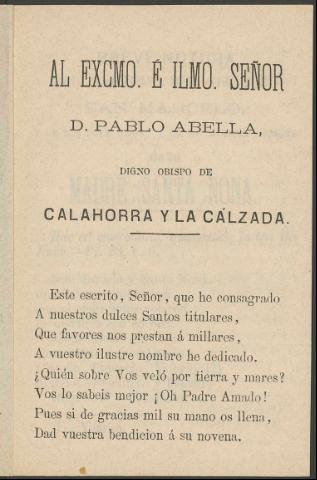 AL EXCMO. É ILMO. SEÑOR
D. PABLO ABELLA,
DIGNO OBISPO DE
CALAHORRA Y LA CALZADA.
Este escrito, Señor, que he consagrado
A nuestros dulces Santos titulares,
Que favores nos prestan á millares,
A vuestro ilustre nombre he dedicado.
¿Quién sobre Vos veló por tierra y mares?
Vos lo sabeis mejor ¡Oh Padre Amado!
Pues si de gracias mil su mano os llena,
Dad vuestra bendicion á su novena.